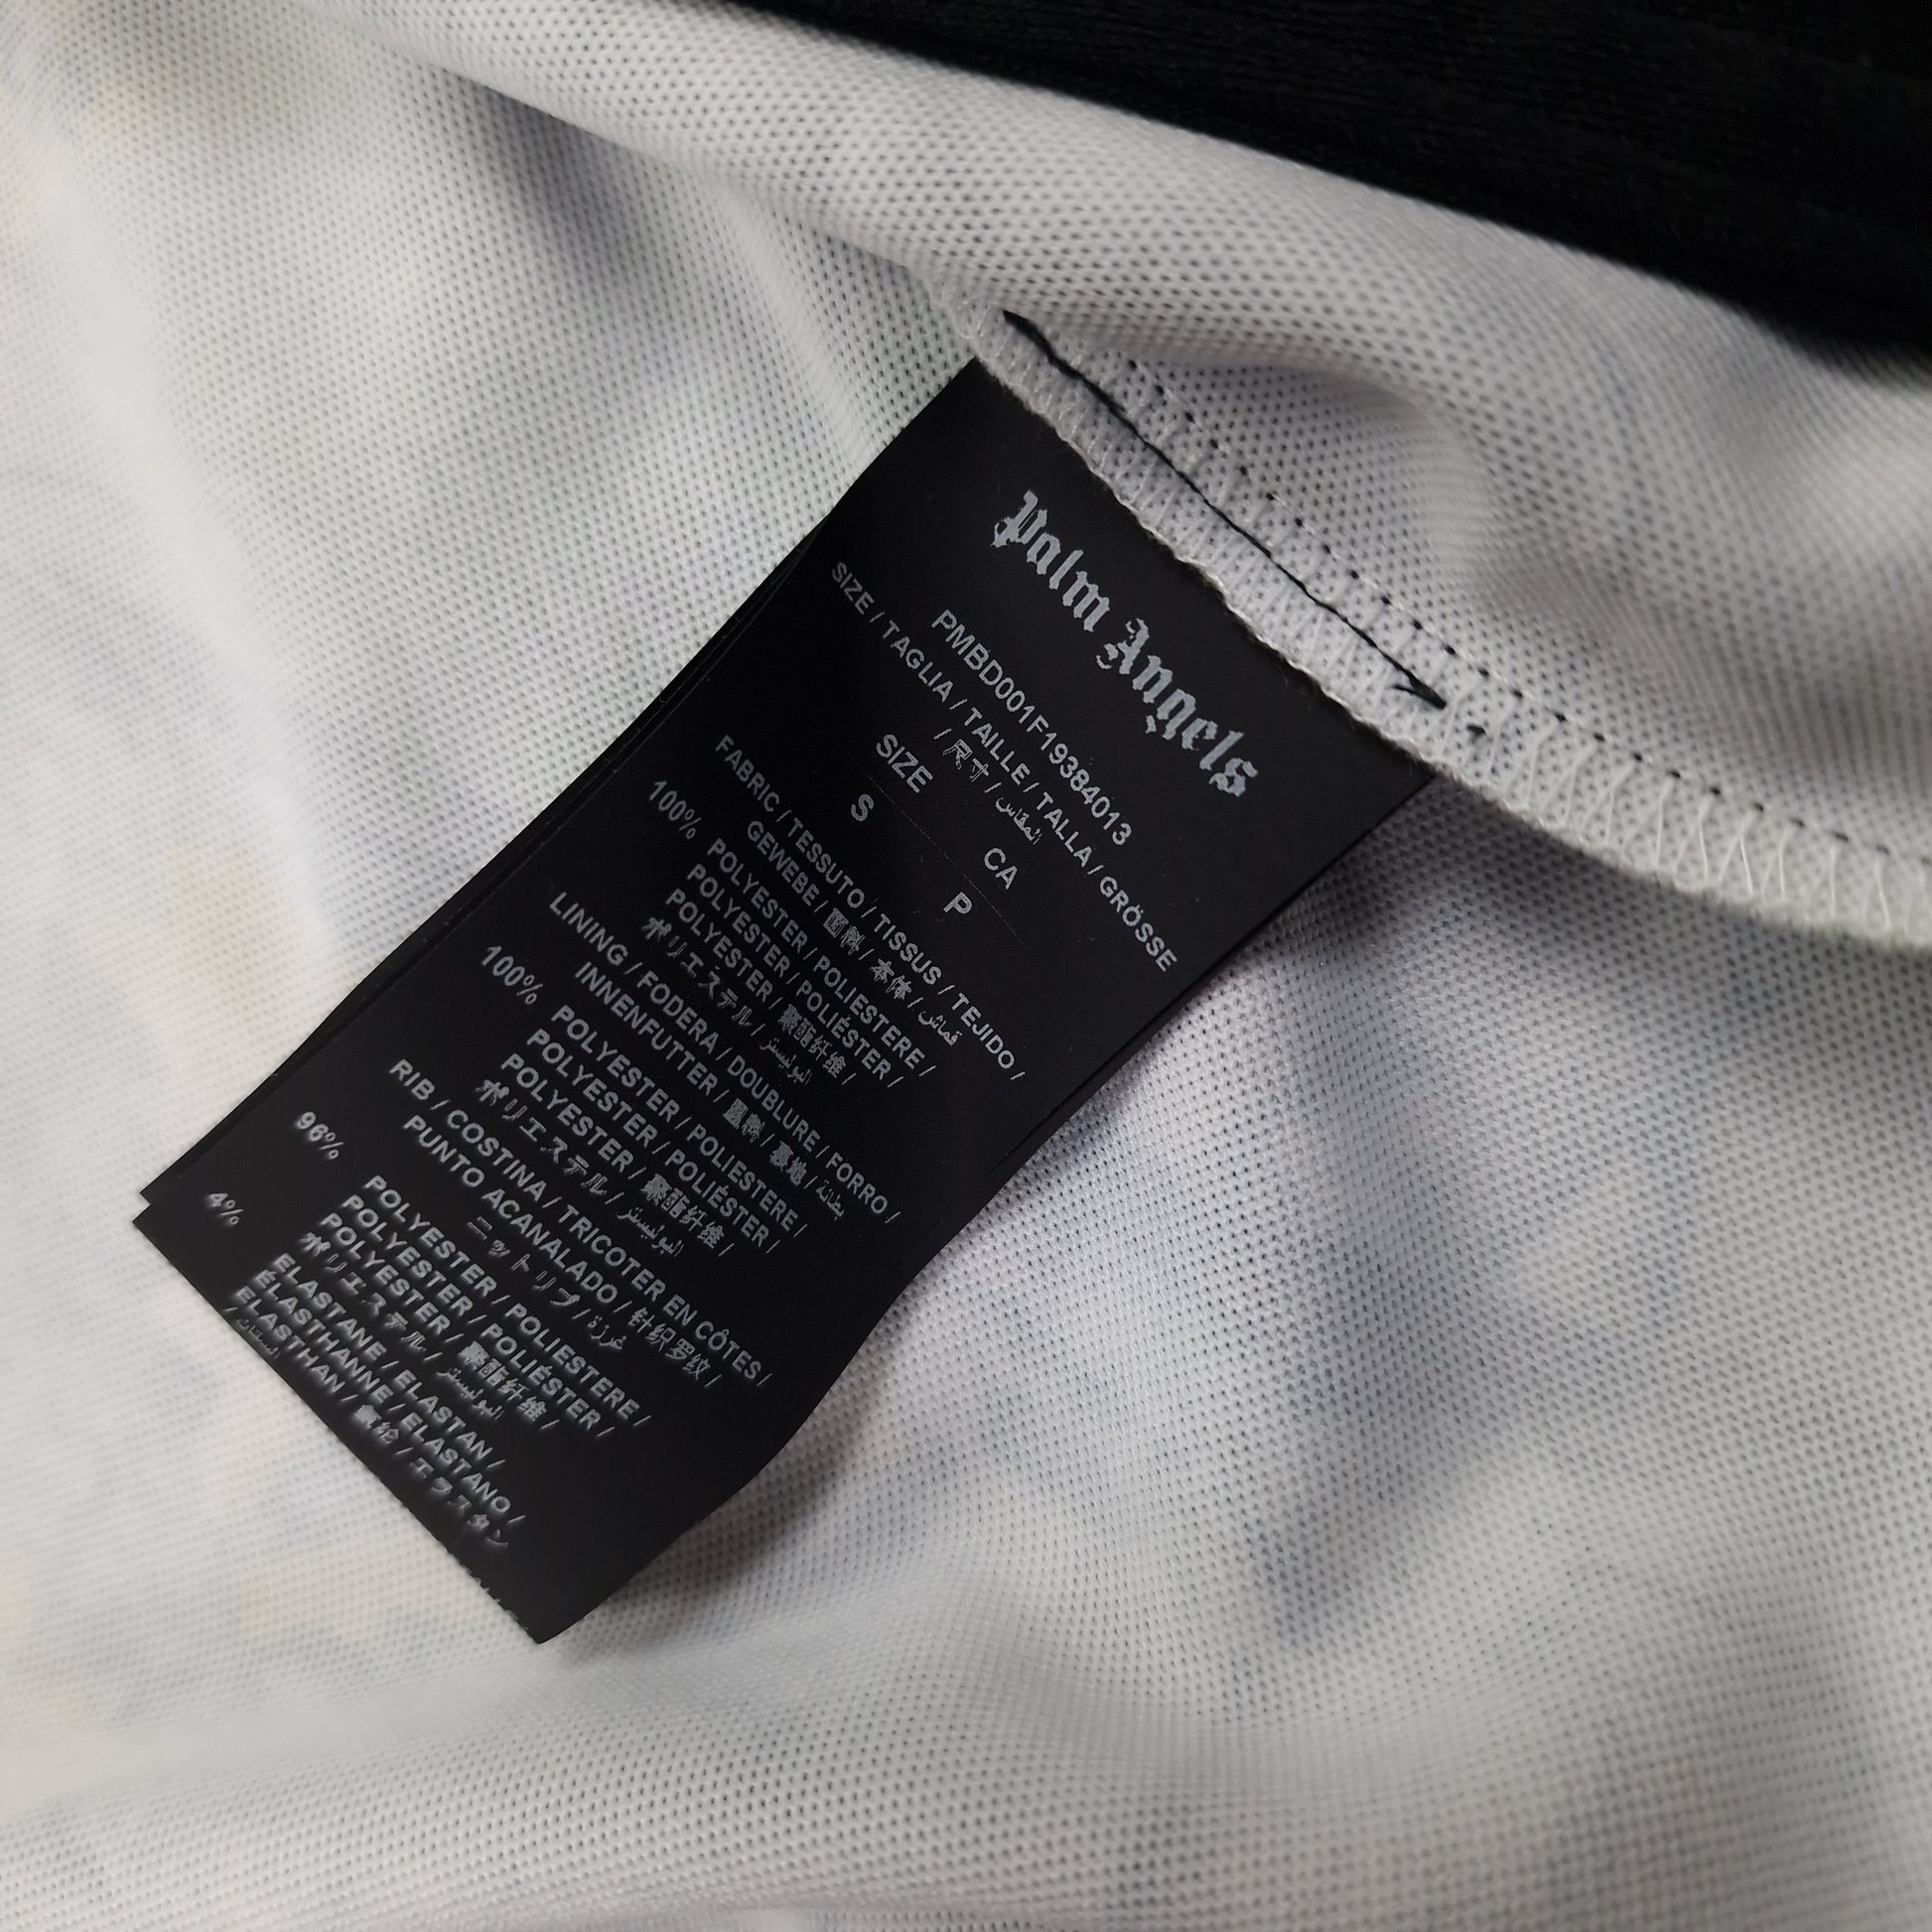 Palm Angels
PMBD001F19384013
SIZE / TAGLIA / TAILLE / TALLA / GRÖSSE
/ 尺寸 / المقاس
SIZE CA
S P
FABRIC / TESSUTO / TISSUS / TEJIDO /
GEWEBE / 面料 / 本体 / قماش
100% POLYESTER / POLIESTERE /
POLYESTER / POLIÉSTER /
POLYESTER / 聚酯纤维 /
ポリエステル / البوليستر
LINING / FODERA / DOUBLURE / FORRO /
INNENFUTTER / 里料 / 裏地 / بطانة
100% POLYESTER / POLIESTERE /
POLYESTER / POLIÉSTER /
POLYESTER / 聚酯纤维 /
ポリエステル / البوليستر
RIB / COSTINA / TRICOTER EN CÔTES /
PUNTO ACANALADO / 针织罗纹 /
ニットリブ / غرزة
96% POLYESTER / POLIESTERE /
POLYESTER / POLIÉSTER /
POLYESTER / 聚酯纤维 /
ポリエステル / البوليستر
4% ELASTANE / ELASTAN /
ÉLASTHANNE / ELASTANO /
ELASTHAN / 氨纶 / エラスタン
/